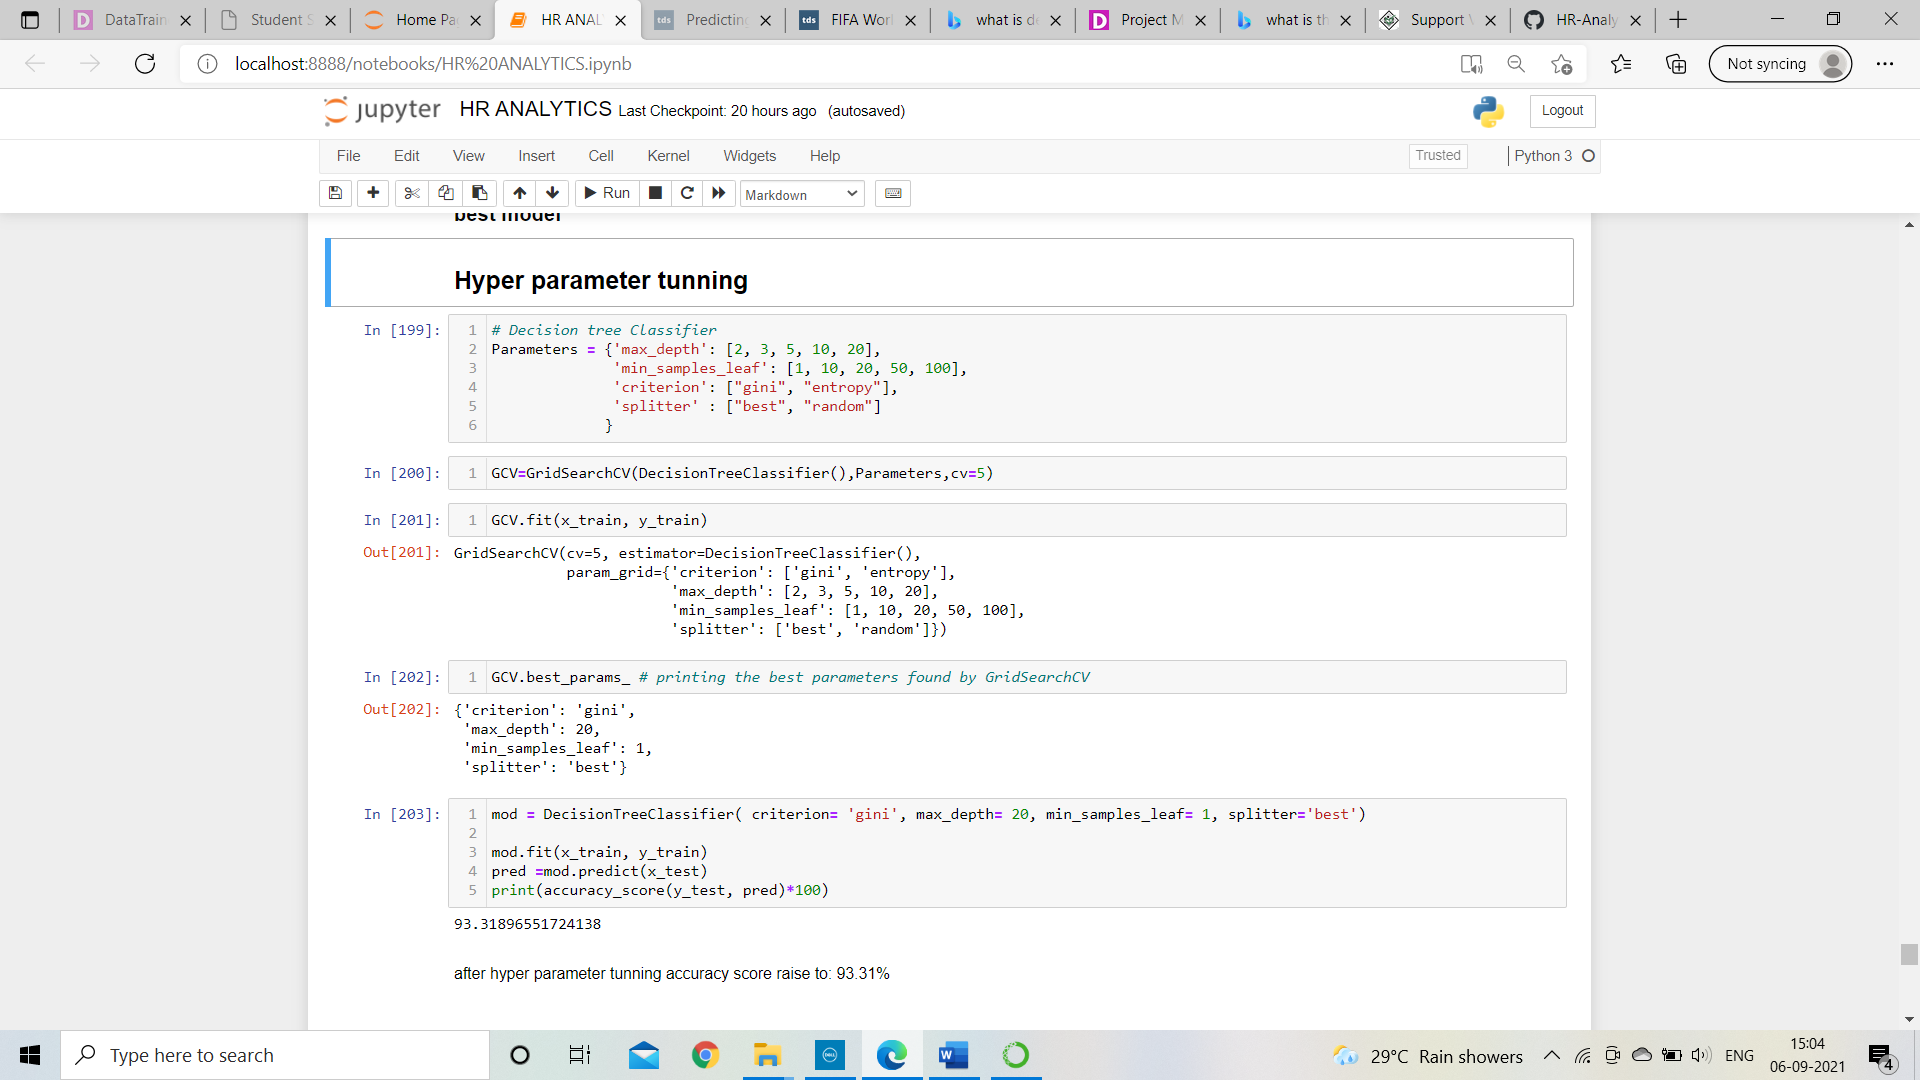 DataTrain
Student S
Home Pa
HR ANAL
tds Predicting
tds FIFA Worl
what is de
D Project M
what is th
Support V
HR-Analy
localhost:8888/notebooks/HR%20ANALYTICS.ipynb
Not syncing
jupyter HR ANALYTICS Last Checkpoint: 20 hours ago (autosaved)
Logout
File Edit View Insert Cell Kernel Widgets Help
Trusted
Python 3
Run
Markdown
best model
Hyper parameter tunning
In [199]:
1 # Decision tree Classifier
2 Parameters = {'max_depth': [2, 3, 5, 10, 20],
3 'min_samples_leaf': [1, 10, 20, 50, 100],
4 'criterion': ["gini", "entropy"],
5 'splitter' : ["best", "random"]
6 }
In [200]:
1 GCV=GridSearchCV(DecisionTreeClassifier(),Parameters,cv=5)
In [201]:
1 GCV.fit(x_train, y_train)
Out[201]: GridSearchCV(cv=5, estimator=DecisionTreeClassifier(),
param_grid={'criterion': ['gini', 'entropy'],
'max_depth': [2, 3, 5, 10, 20],
'min_samples_leaf': [1, 10, 20, 50, 100],
'splitter': ['best', 'random']})
In [202]:
1 GCV.best_params_ # printing the best parameters found by GridSearchCV
Out[202]: {'criterion': 'gini',
'max_depth': 20,
'min_samples_leaf': 1,
'splitter': 'best'}
In [203]:
1 mod = DecisionTreeClassifier( criterion= 'gini', max_depth= 20, min_samples_leaf= 1, splitter='best')
2
3 mod.fit(x_train, y_train)
4 pred =mod.predict(x_test)
5 print(accuracy_score(y_test, pred)*100)
93.31896551724138
after hyper parameter tunning accuracy score raise to: 93.31%
Type here to search
29°C Rain showers
ENG
15:04
06-09-2021
4